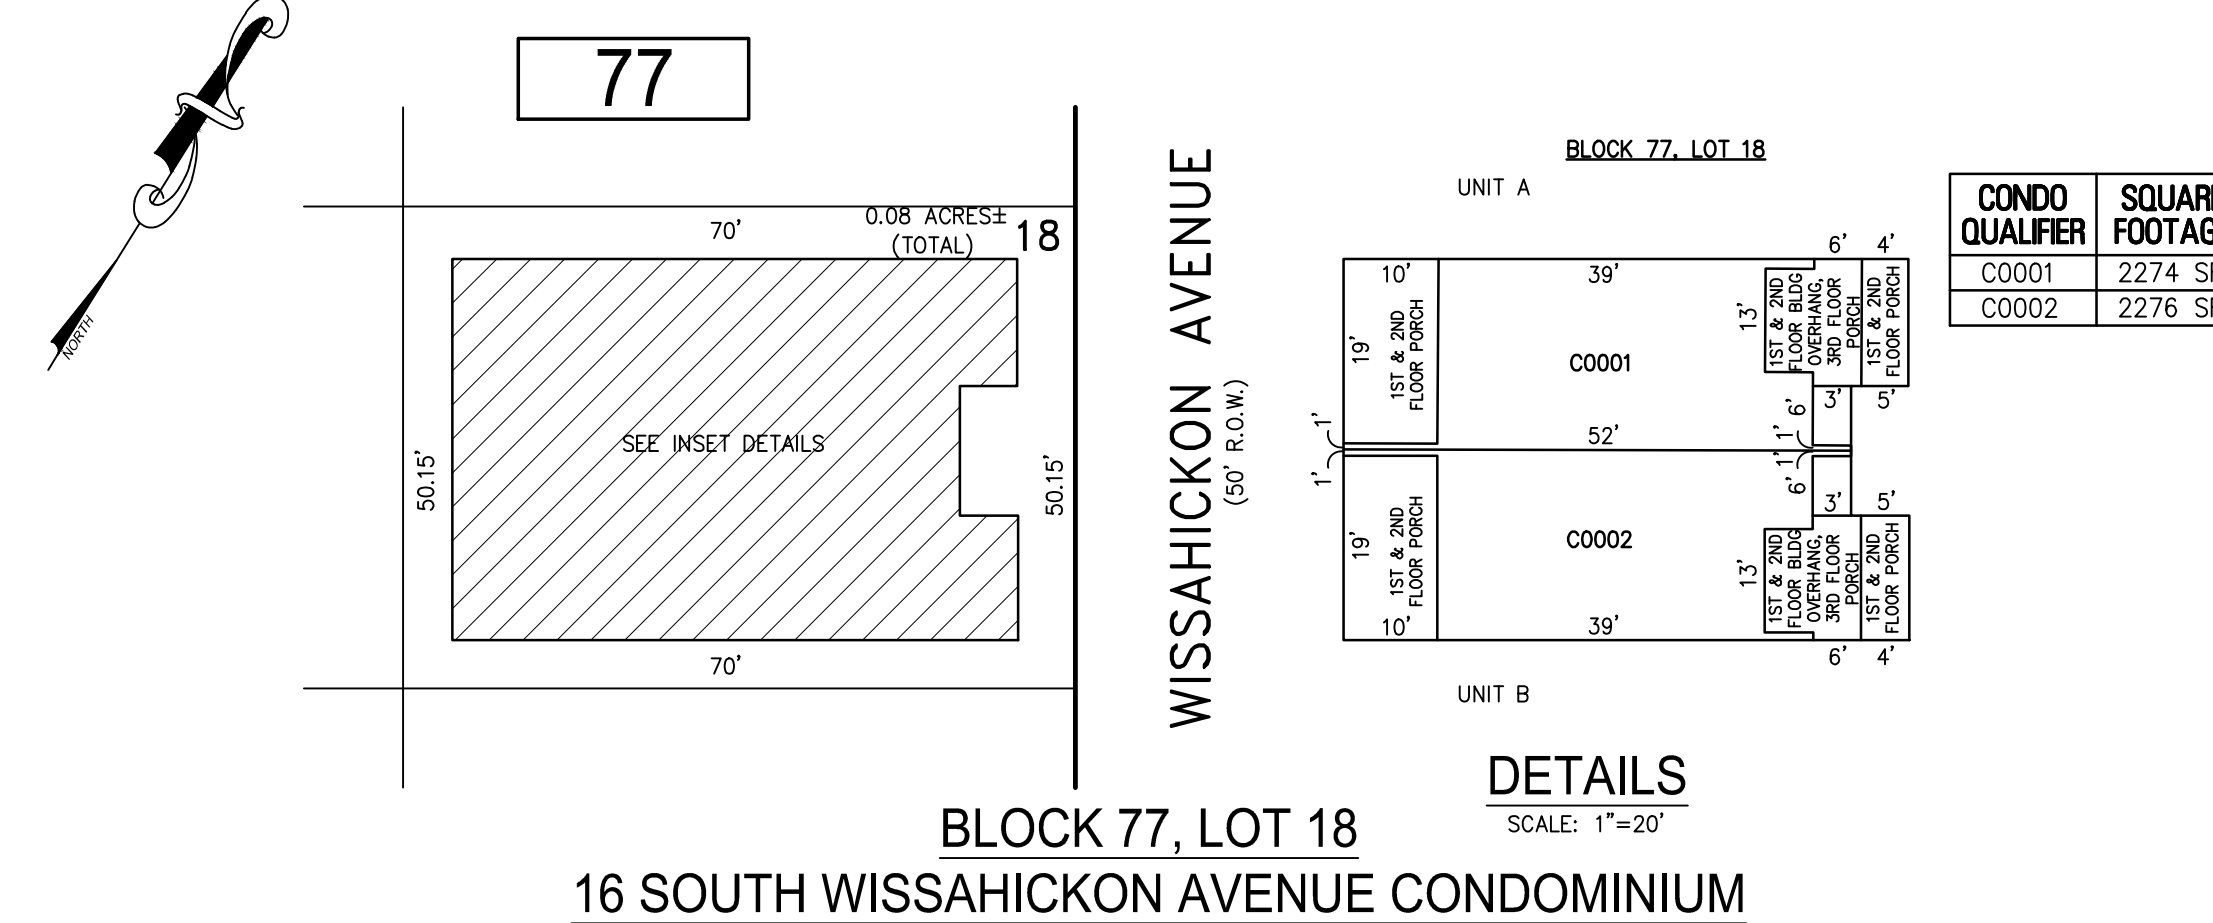 NORTH
77
70'
0.08 ACRES±
(TOTAL)
18
SEE INSET DETAILS
50.15'
50.15'
70'
WISSAHICKON AVENUE
(50' R.O.W.)
BLOCK 77, LOT 18
UNIT A
10'
39'
6'
4'
19'
1ST & 2ND
FLOOR PORCH
C0001
13'
1ST & 2ND
FLOOR BLDG
OVERHANG,
3RD FLOOR
PORCH
1ST & 2ND
FLOOR PORCH
3'
5'
6'
1'
1'
52'
1'
1'
6'
3'
5'
19'
1ST & 2ND
FLOOR PORCH
C0002
13'
1ST & 2ND
FLOOR BLDG
OVERHANG,
3RD FLOOR
PORCH
1ST & 2ND
FLOOR PORCH
10'
39'
6'
4'
UNIT B
CONDO
QUALIFIER
SQUAR
FOOTAG
C0001 2274 S
C0002 2276 S
DETAILS
SCALE: 1"=20'
BLOCK 77, LOT 18
16 SOUTH WISSAHICKON AVENUE CONDOMINIUM